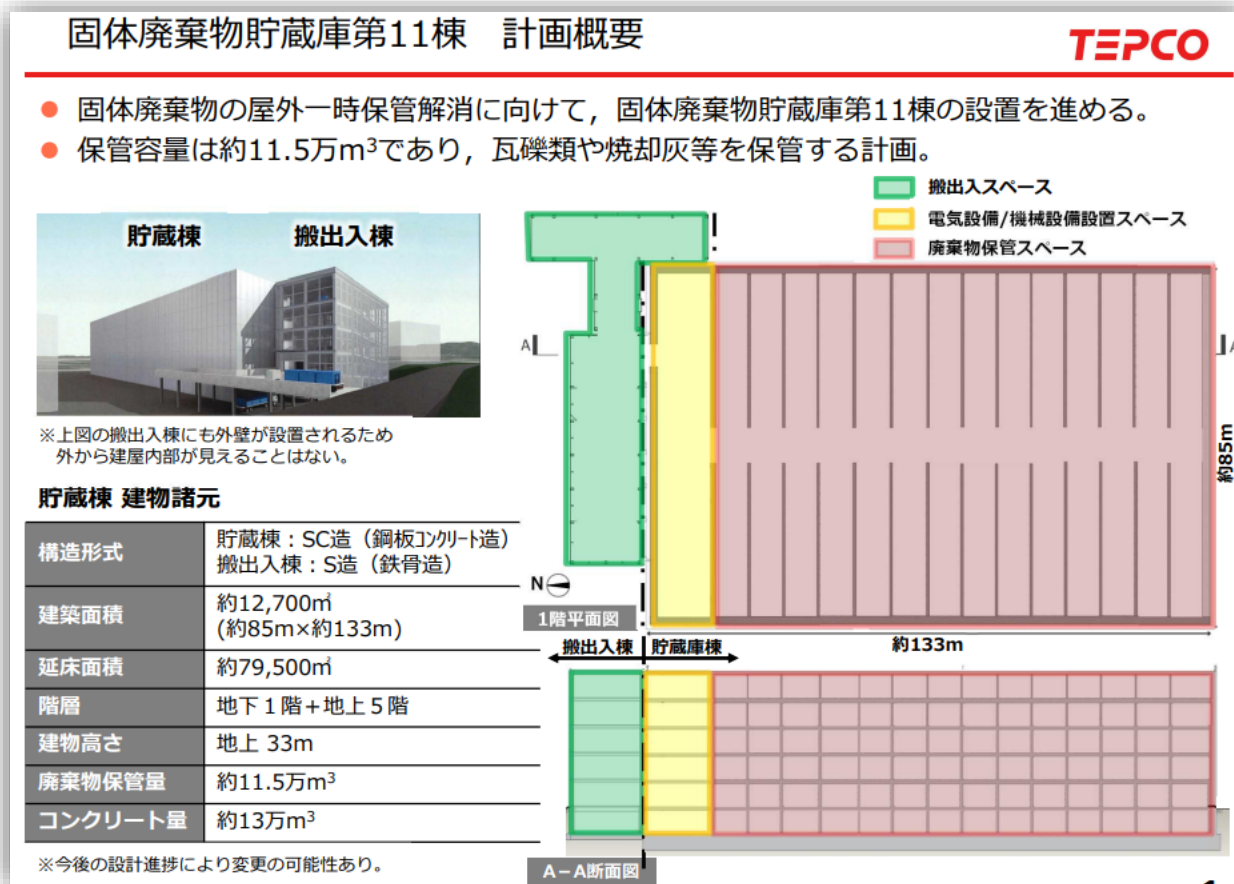 固体廃棄物貯蔵庫第11棟　計画概要
TEPCO
● 固体廃棄物の屋外一時保管解消に向けて，固体廃棄物貯蔵庫第11棟の設置を進める。
● 保管容量は約11.5万m³であり，瓦礫類や焼却灰等を保管する計画。
搬出入スペース
電気設備/機械設備設置スペース
廃棄物保管スペース
貯蔵棟
搬出入棟
※上図の搬出入棟にも外壁が設置されるため
外から建屋内部が見えることはない。
貯蔵棟 建物諸元
構造形式
貯蔵棟：SC造（鋼板ｺﾝｸﾘｰﾄ造）
搬出入棟：S造（鉄骨造）
建築面積
約12,700㎡
(約85m×約133m)
延床面積
約79,500㎡
階層
地下１階+地上５階
建物高さ
地上 33m
廃棄物保管量
約11.5万m³
コンクリート量
約13万m³
※今後の設計進捗により変更の可能性あり。
A
A
約85m
N
1階平面図
約133m
搬出入棟
貯蔵庫棟
A－A断面図